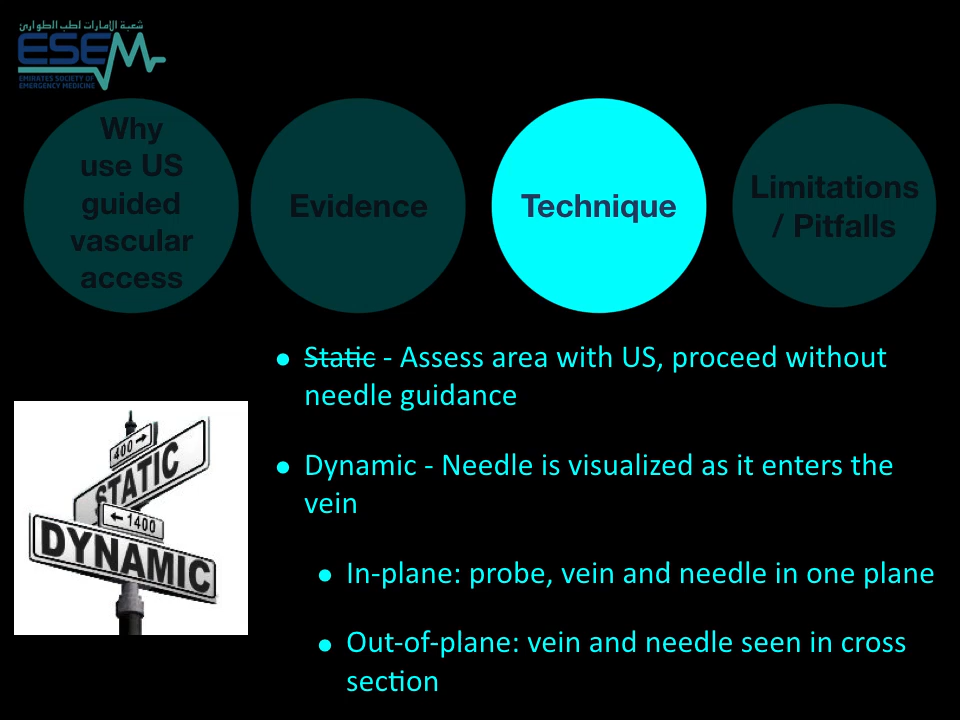 شعبة الإمارات لطب الطوارئ
ESEM
EMIRATES SOCIETY OF
EMERGENCY MEDICINE
Why
use US
guided
vascular
access
Evidence
Technique
Limitations
/ Pitfalls
400 →
STATIC
← 1400
DYNAMIC
● Static - Assess area with US, proceed without
needle guidance
● Dynamic - Needle is visualized as it enters the
vein
● In-plane: probe, vein and needle in one plane
● Out-of-plane: vein and needle seen in cross
section